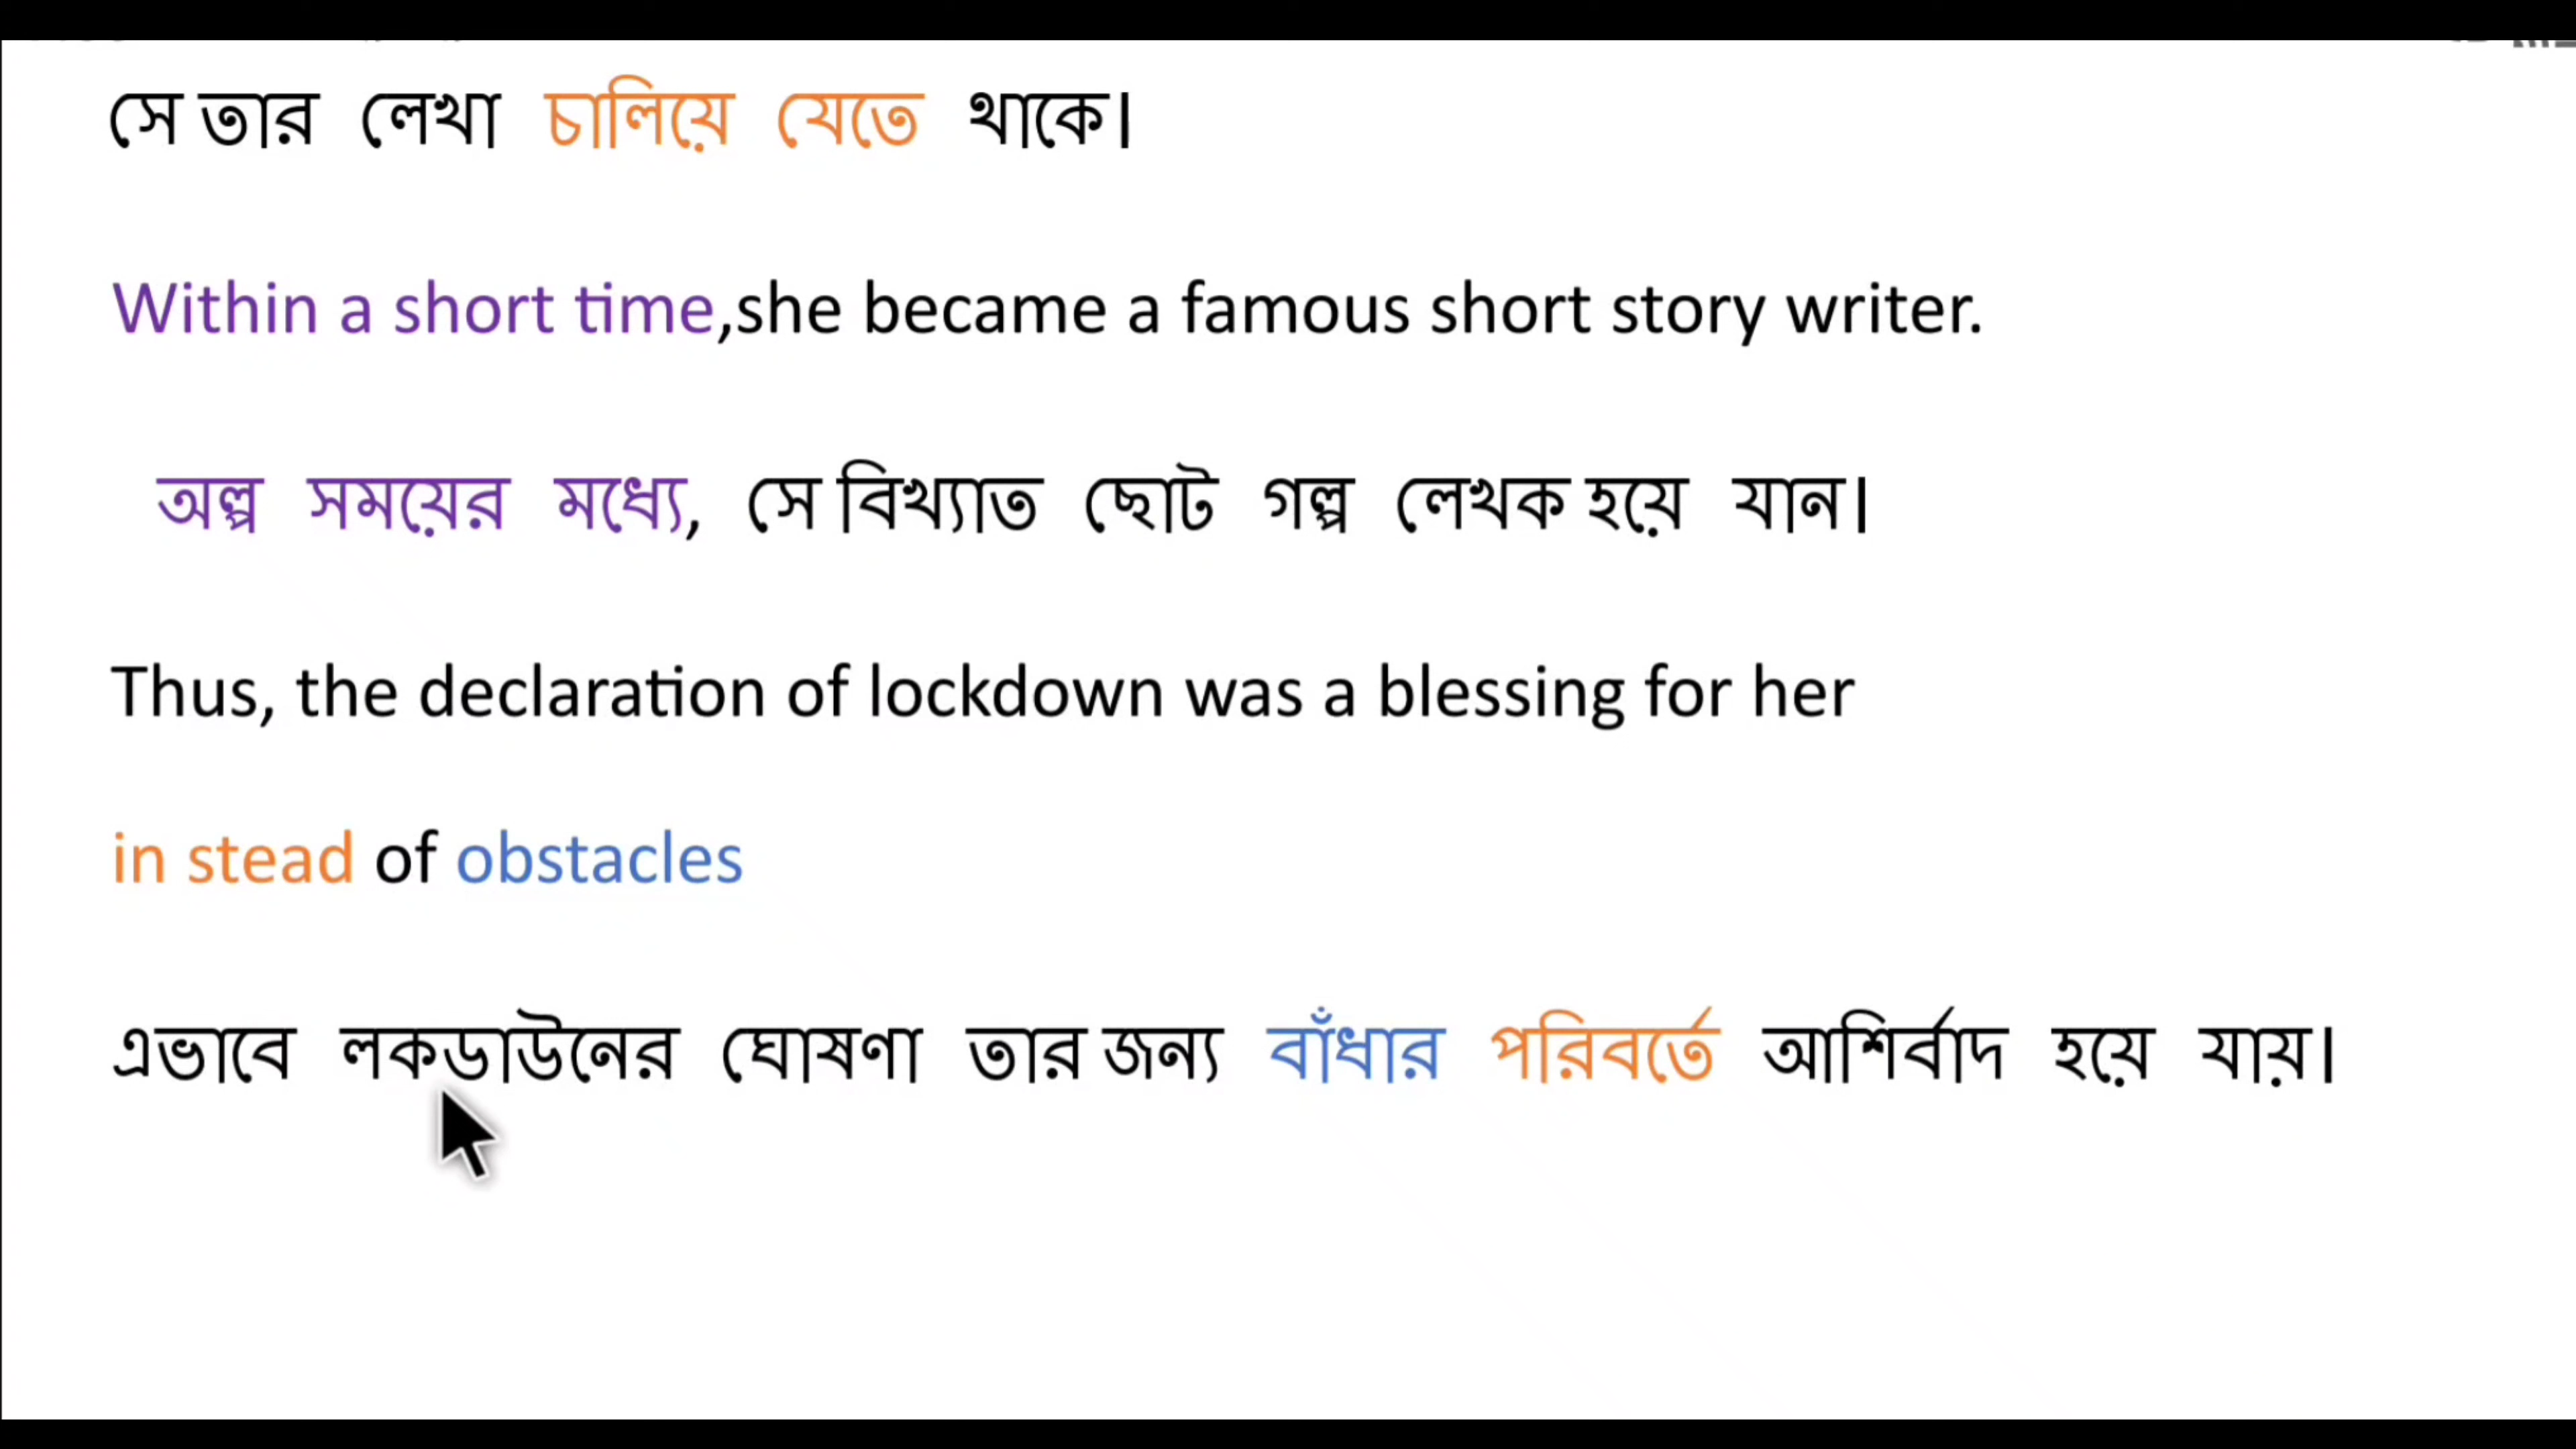 সে তার লেখা চালিয়ে যেতে থাকে।
Within a short time,she became a famous short story writer.
অল্প সময়ের মধ্যে, সে বিখ্যাত ছোট গল্প লেখক হয়ে যান।
Thus, the declaration of lockdown was a blessing for her
in stead of obstacles
এভাবে লকডাউনের ঘোষণা তার জন্য বাঁধার পরিবর্তে আশির্বাদ হয়ে যায়।